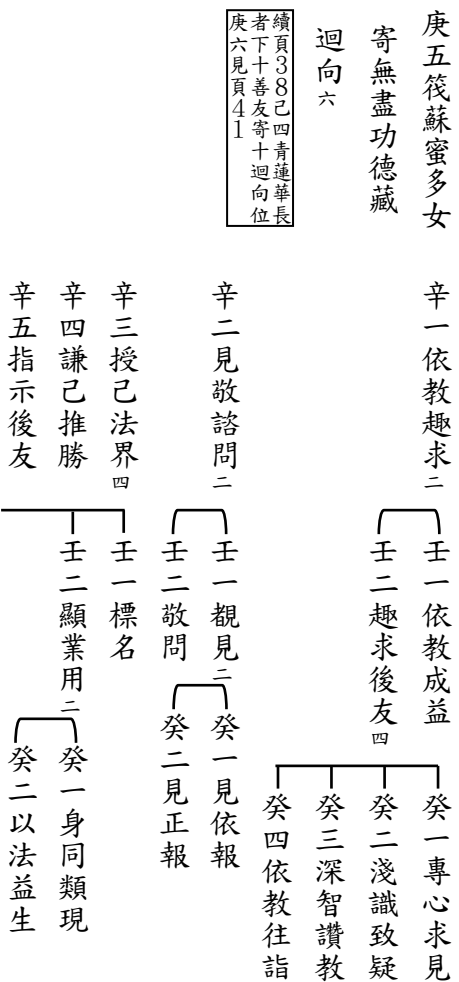 庚五筏蘇蜜多女
寄無盡功德藏
迴向六
續頁38己四青蓮華長
者下十善友寄十迴向位
庚六見頁41
辛一依教趣求二
辛二見敬諮問二
辛三授己法界四
辛四謙己推勝
辛五指示後友
壬一依教成益
壬二趣求後友四
壬一覩見二
壬二敬問
壬一標名
壬二顯業用二
癸一專心求見
癸二淺識致疑
癸三深智讚教
癸四依教往詣
癸一見依報
癸二見正報
癸一身同類現
癸二以法益生